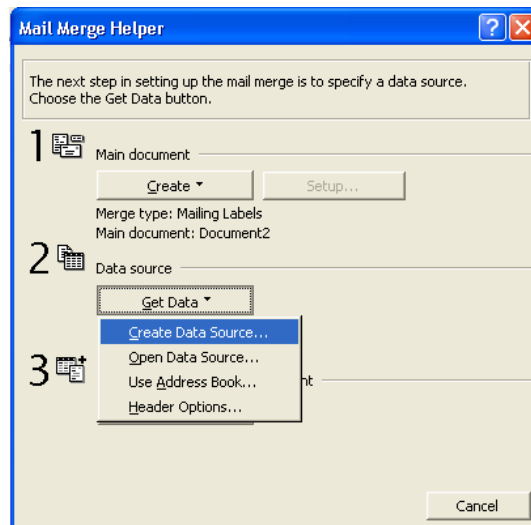 Mail Merge Helper
The next step in setting up the mail merge is to specify a data source.
Choose the Get Data button.
1
Main document
Create
Setup...
Merge type: Mailing Labels
Main document: Document2
2
Data source
Get Data
Create Data Source...
Open Data Source...
3
Use Address Book...
Header Options...
Cancel